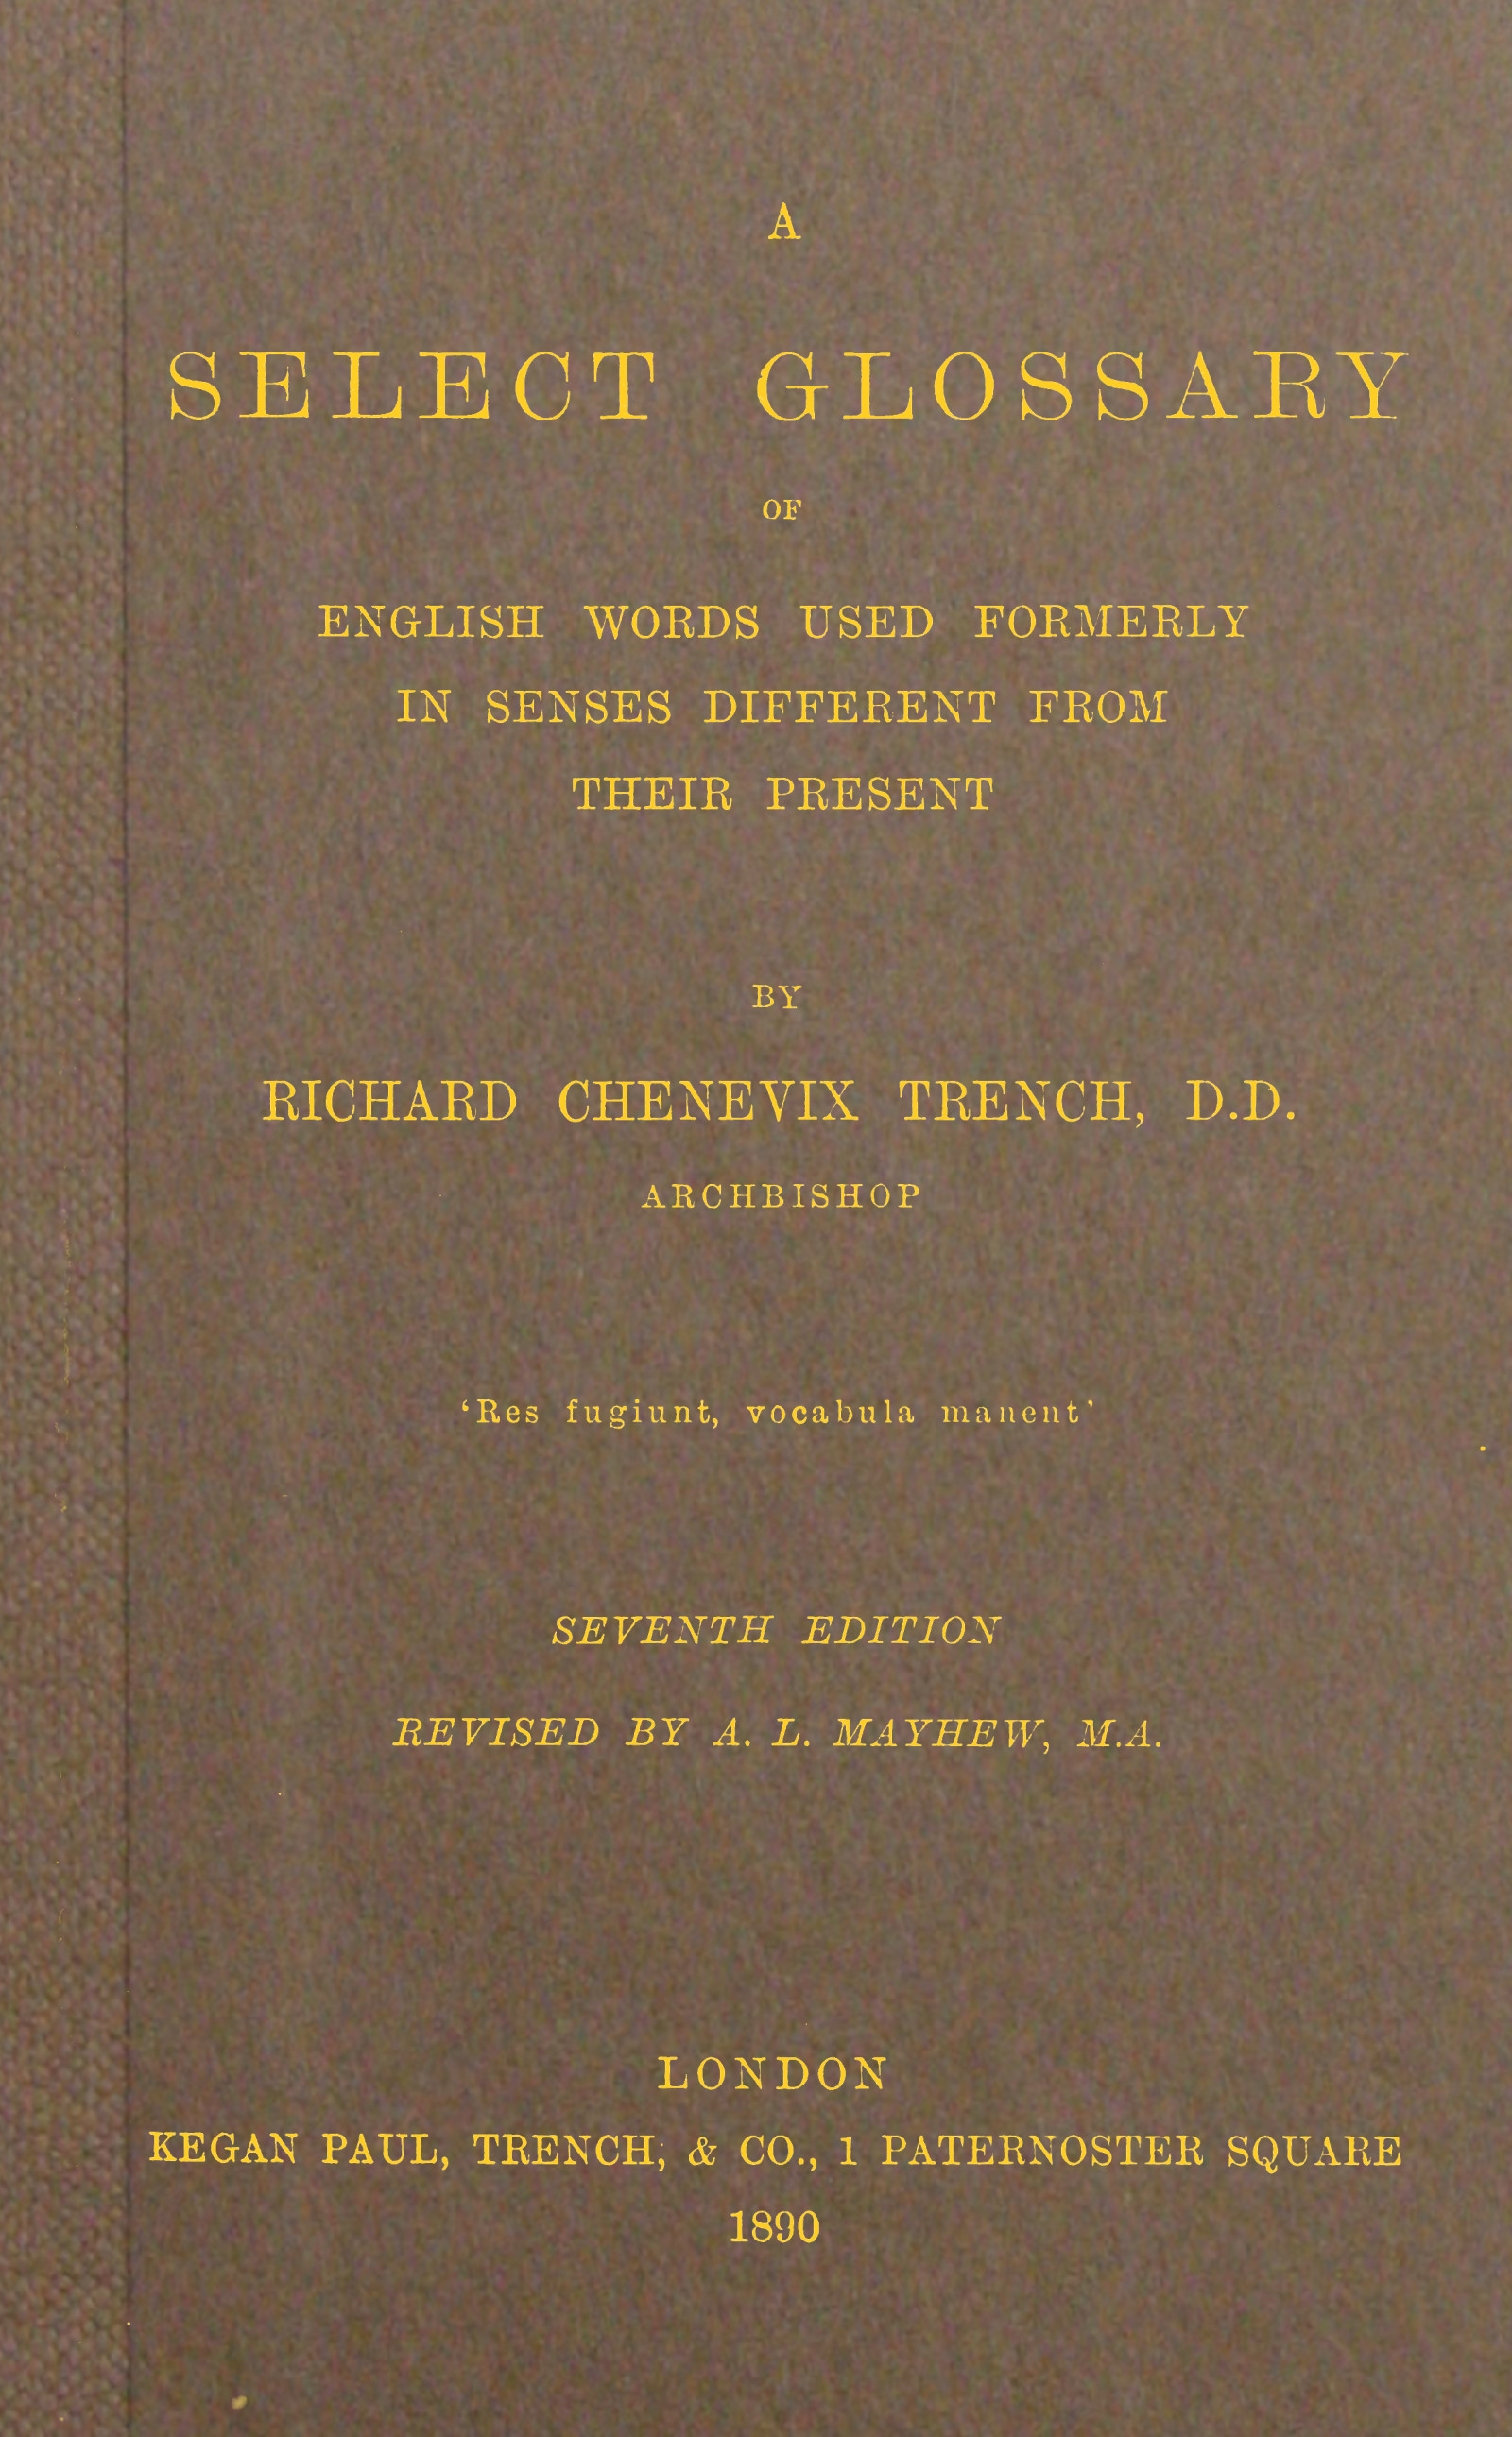 A
SELECT GLOSSARY
OF
ENGLISH WORDS USED FORMERLY
IN SENSES DIFFERENT FROM
THEIR PRESENT
BY
RICHARD CHENEVIX TRENCH, D.D.
ARCHBISHOP
‘Res fugiunt, vocabula manent’
SEVENTH EDITION
REVISED BY A. L. MAYHEW, M.A.
LONDON
KEGAN PAUL, TRENCH, & CO., 1 PATERNOSTER SQUARE
1890